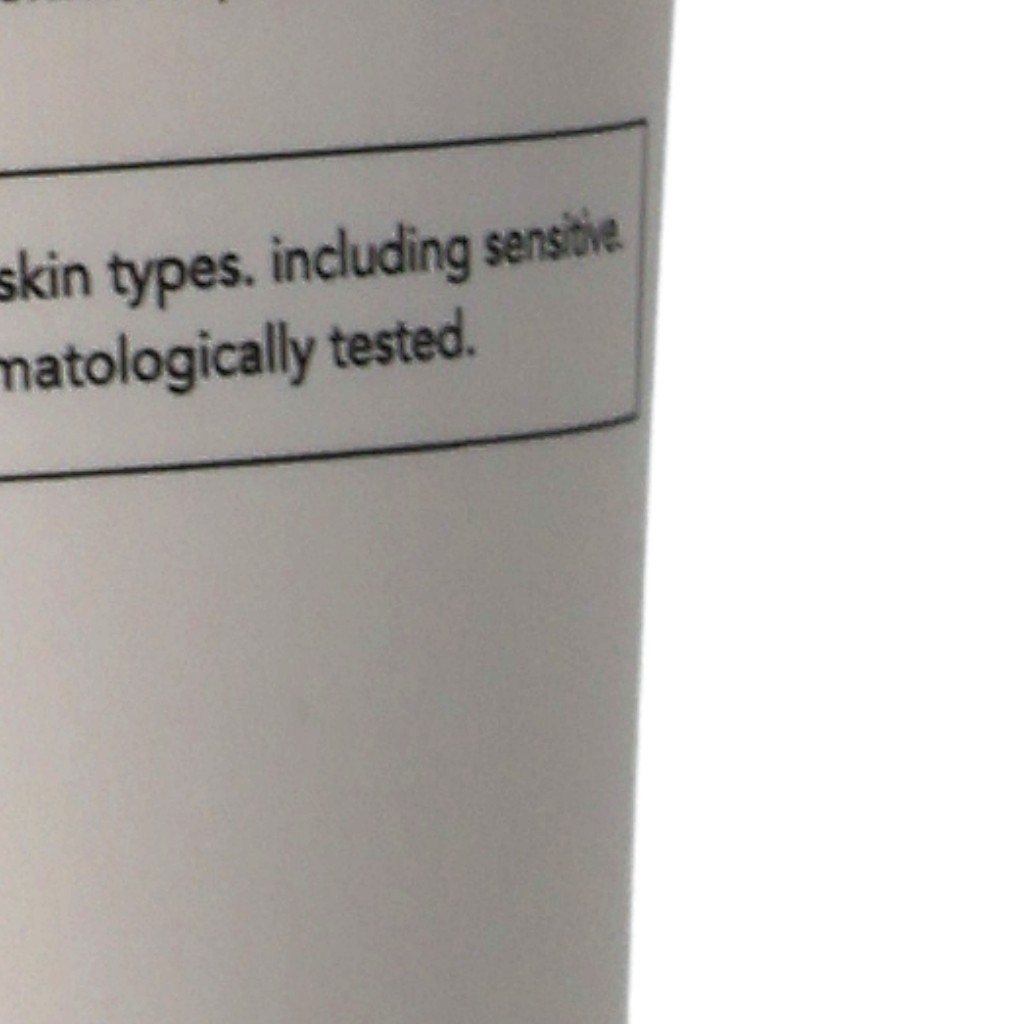 skin types. including sensitive.
matologically tested.